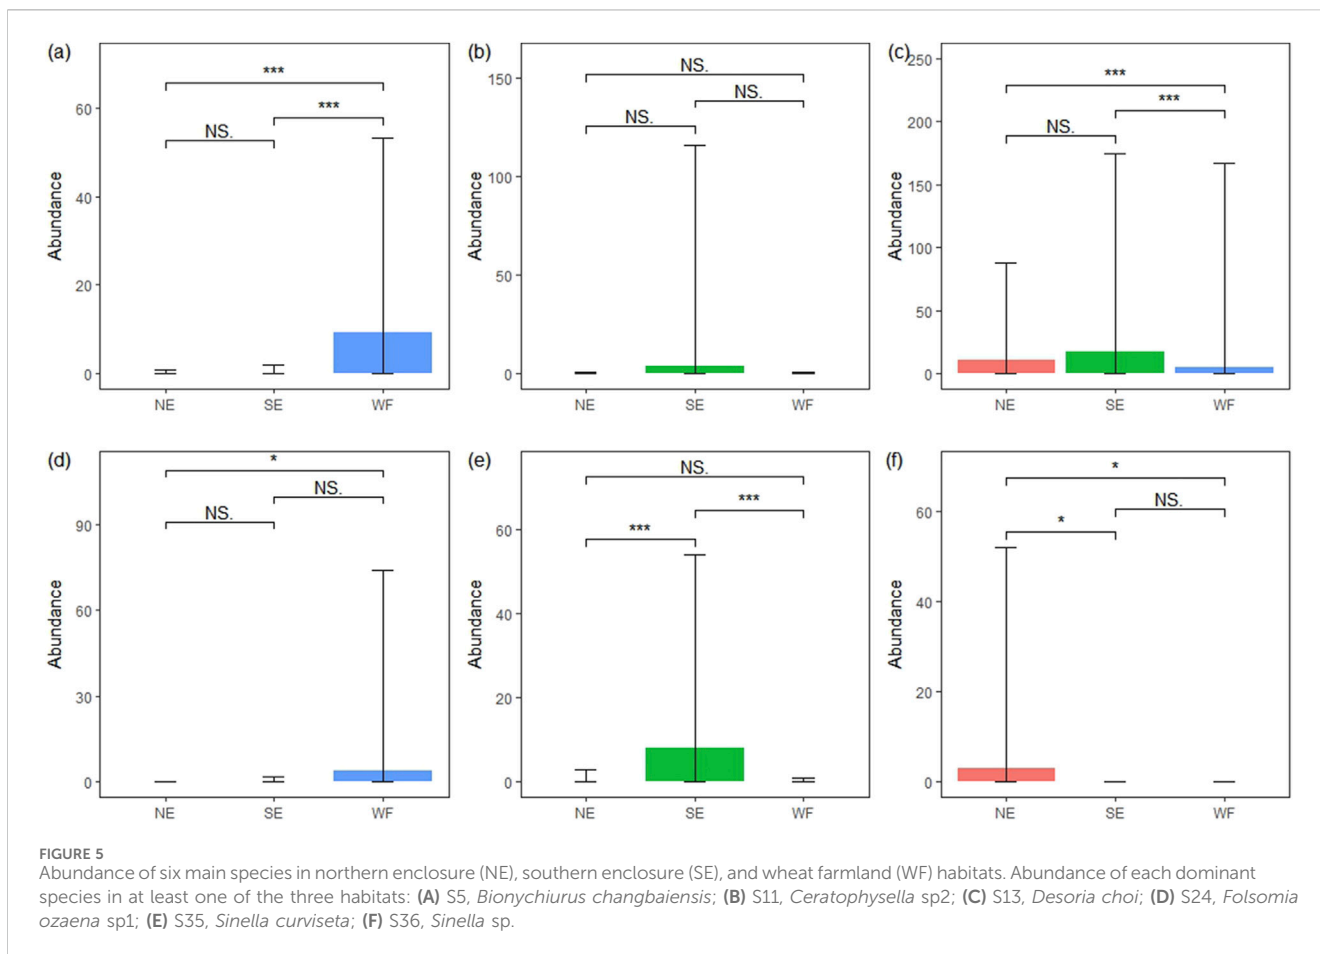 (a)
Abundance
60
40
20
0
***
***
NS.
NE SE WF
(b)
Abundance
150
100
50
0
NS.
NS.
NS.
NE SE WF
(c)
Abundance
250
200
150
100
50
0
***
***
NS.
NE SE WF
(d)
Abundance
90
60
30
0
*
NS.
NS.
NE SE WF
(e)
Abundance
60
40
20
0
NS.
***
***
NE SE WF
(f)
Abundance
60
40
20
0
*
NS.
*
NE SE WF
FIGURE 5
Abundance of six main species in northern enclosure (NE), southern enclosure (SE), and wheat farmland (WF) habitats. Abundance of each dominant
species in at least one of the three habitats: (A) S5, Bionychiurus changbaiensis; (B) S11, Ceratophysella sp2; (C) S13, Desoria choi; (D) S24, Folsomia
ozaena sp1; (E) S35, Sinella curviseta; (F) S36, Sinella sp.